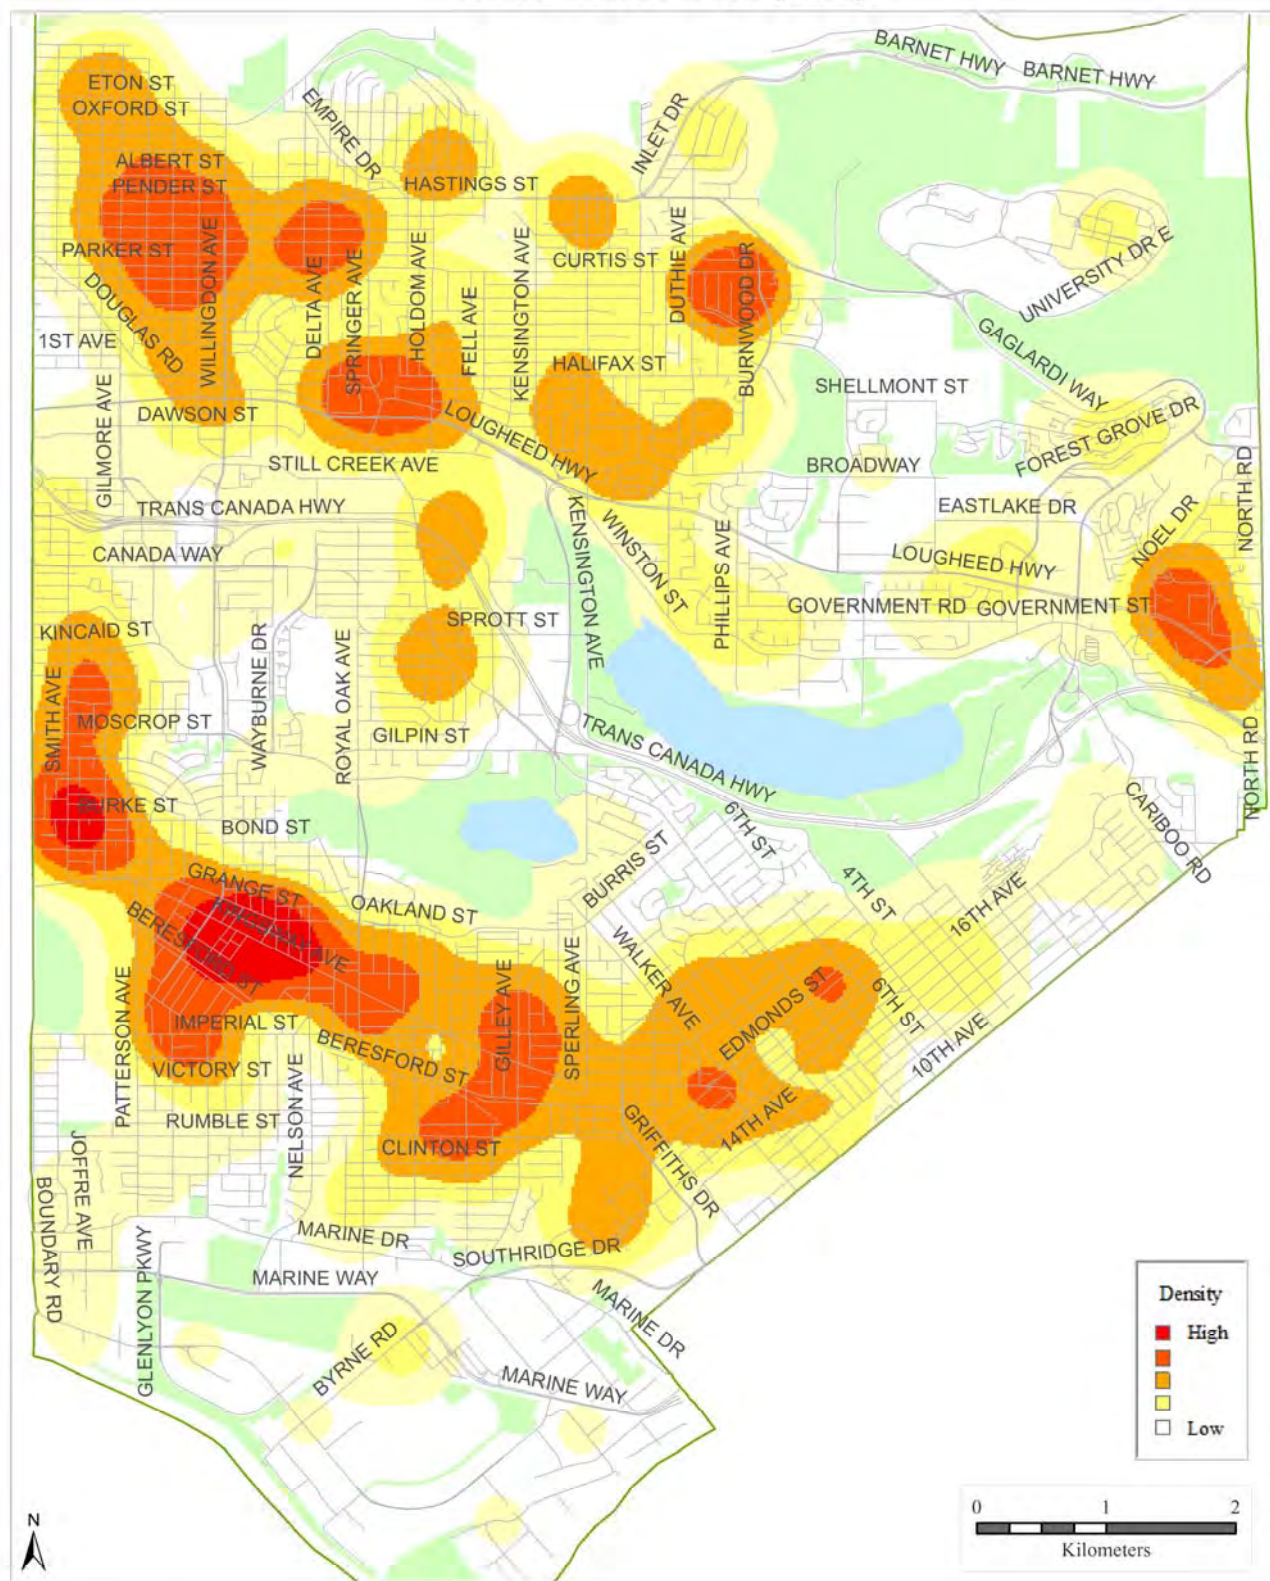 BARNET HWY
BARNET HWY
ETON ST
OXFORD ST
EMPIRE DR
INLET DR
ALBERT ST
PENDER ST
HASTINGS ST
PARKER ST
WILLINGDON AVE
DELTA AVE
SPRINGER AVE
HOLDOM AVE
FELL AVE
KENSINGTON AVE
CURTIS ST
DUTHIE AVE
BURNWOOD DR
UNIVERSITY DR E
DOUGLAS RD
1ST AVE
GAGLARDI WAY
HALIFAX ST
SHELLMONT ST
GILMORE AVE
DAWSON ST
LOUGHEED HWY
FOREST GROVE DR
STILL CREEK AVE
BROADWAY
NORTH RD
TRANS CANADA HWY
EASTLAKE DR
NOEL DR
CANADA WAY
KENSINGTON AVE
WINSTON ST
PHILLIPS AVE
LOUGHEED HWY
KINCAID ST
SPROTT ST
GOVERNMENT RD
GOVERNMENT ST
SMITH AVE
WAYBURNE DR
ROYAL OAK AVE
MOSCROP ST
GILPIN ST
TRANS CANADA HWY
NORTH RD
BURKE ST
BOND ST
6TH ST
CARIBOO RD
BURRIS ST
GRANGE ST
OAKLAND ST
4TH ST
16TH AVE
KINGSWAY AVE
BERESFORD ST
WALKER AVE
PATTERSON AVE
GILLEY AVE
SPERLING AVE
EDMONDS ST
6TH ST
IMPERIAL ST
BERESFORD ST
10TH AVE
VICTORY ST
NELSON AVE
RUMBLE ST
GRIFFITHS DR
14TH AVE
JOFFRE AVE
CLINTON ST
BOUNDARY RD
GLENLYON PKWY
MARINE DR
SOUTHRIDGE DR
MARINE WAY
MARINE DR
BYRNE RD
MARINE WAY
Density
High
Low
N
0 1 2
Kilometers